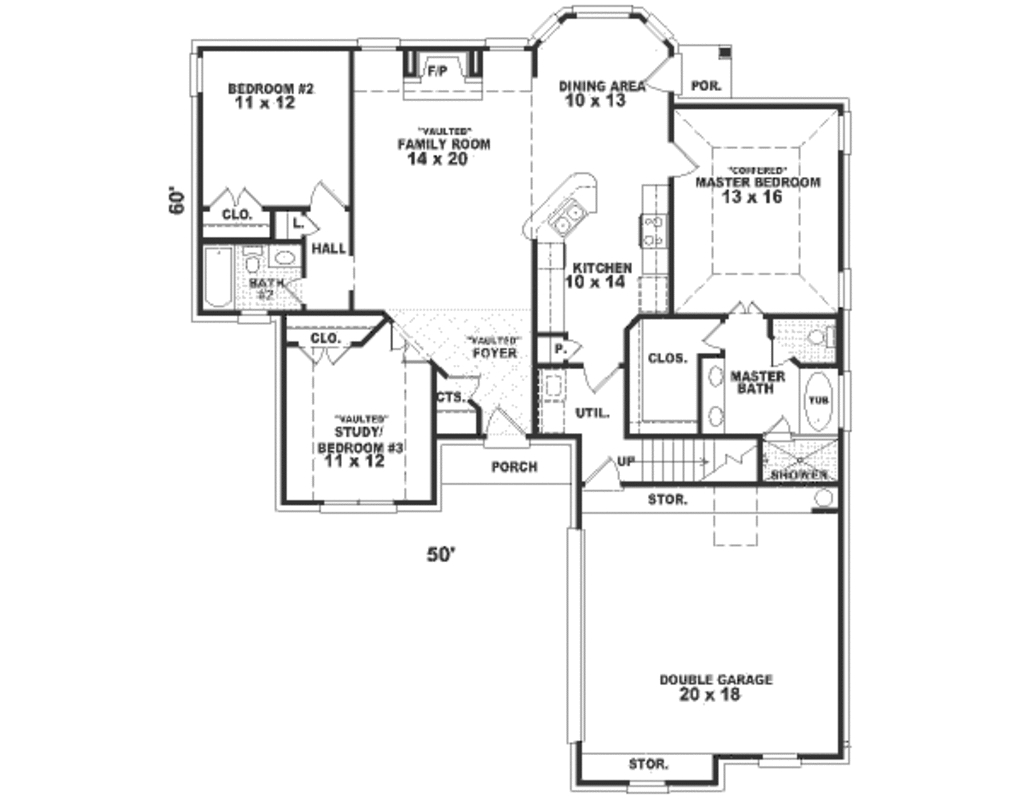 F/P
BEDROOM #2
11 x 12
DINING AREA
10 x 13
POR.
"VAULTED"
FAMILY ROOM
14 x 20
"COFFERED"
MASTER BEDROOM
13 x 16
60'
CLO.
L.
HALL
BATH
#2
KITCHEN
10 x 14
CLO.
"VAULTED"
FOYER
P.
CLOS.
MASTER
BATH
TUB
CTS.
UTIL.
"VAULTED"
STUDY/
BEDROOM #3
11 x 12
PORCH
UP
SHOWER
STOR.
50'
DOUBLE GARAGE
20 x 18
STOR.